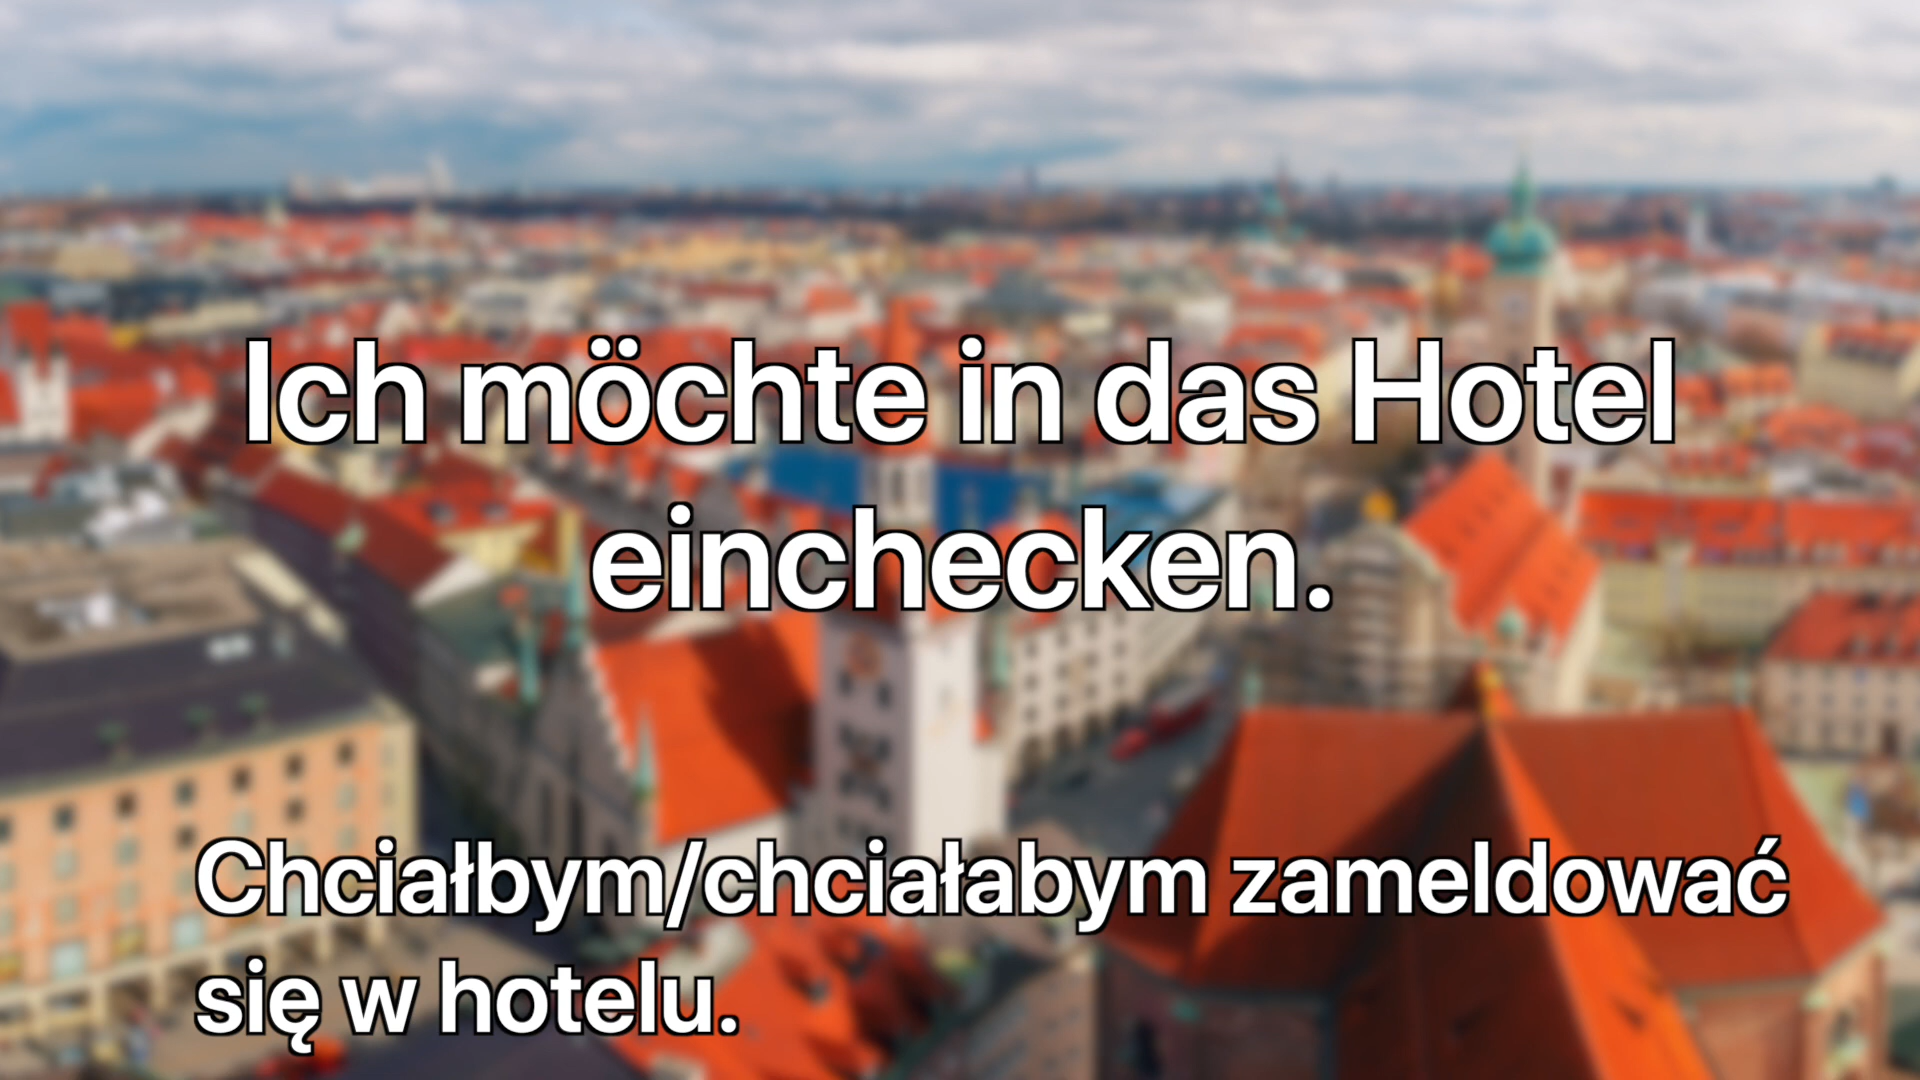 Ich möchte in das Hotel
einchecken.
Chciałbym/chciałabym zameldować
się w hotelu.